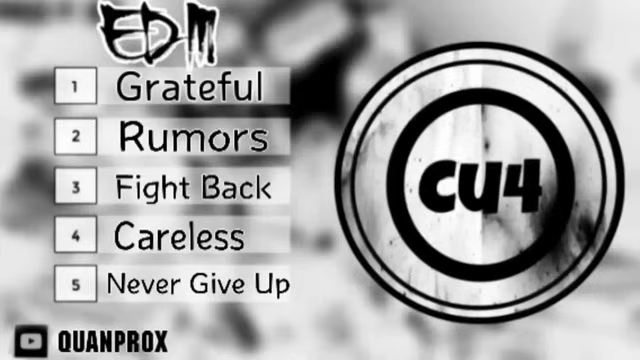 EDM
1 Grateful
2 Rumors
3 Fight Back
4 Careless
5 Never Give Up
CU4
QUANPROX